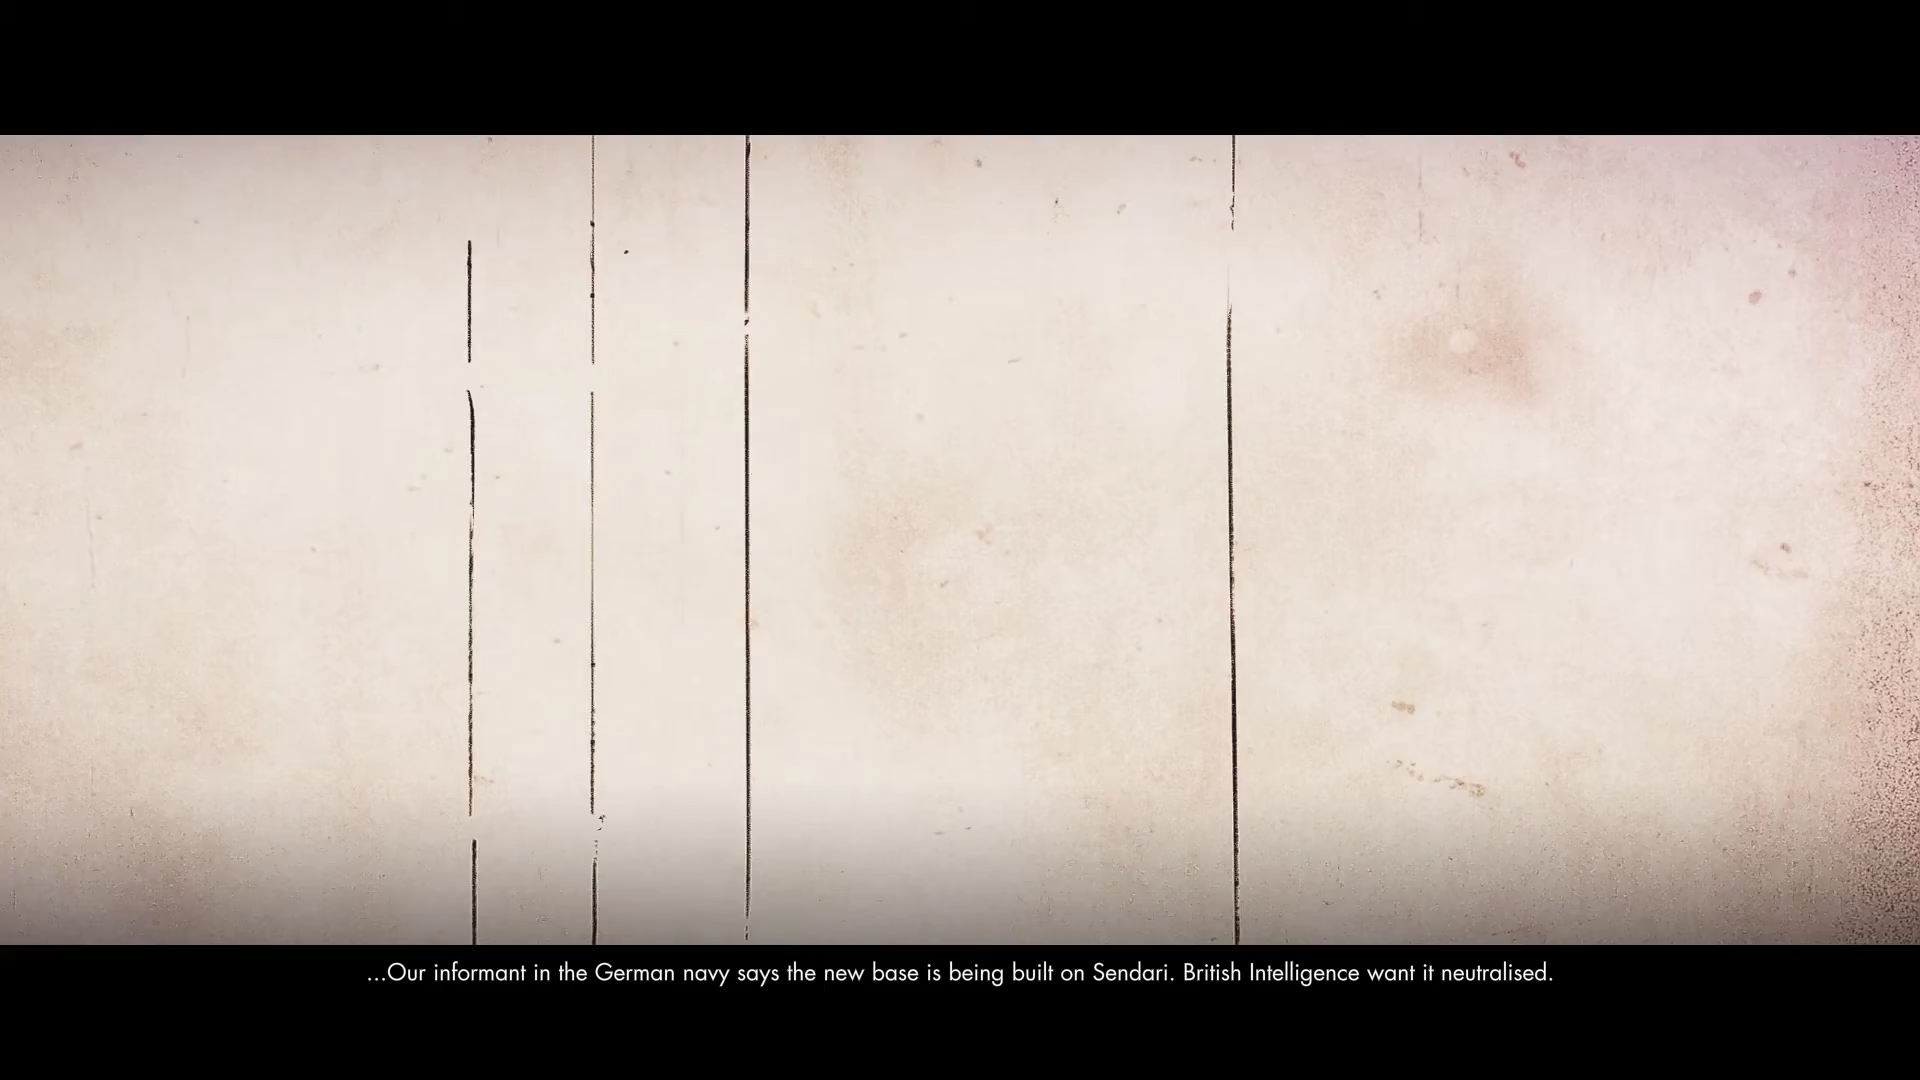 ...Our informant in the German navy says the new base is being built on Sendari. British Intelligence want it neutralised.